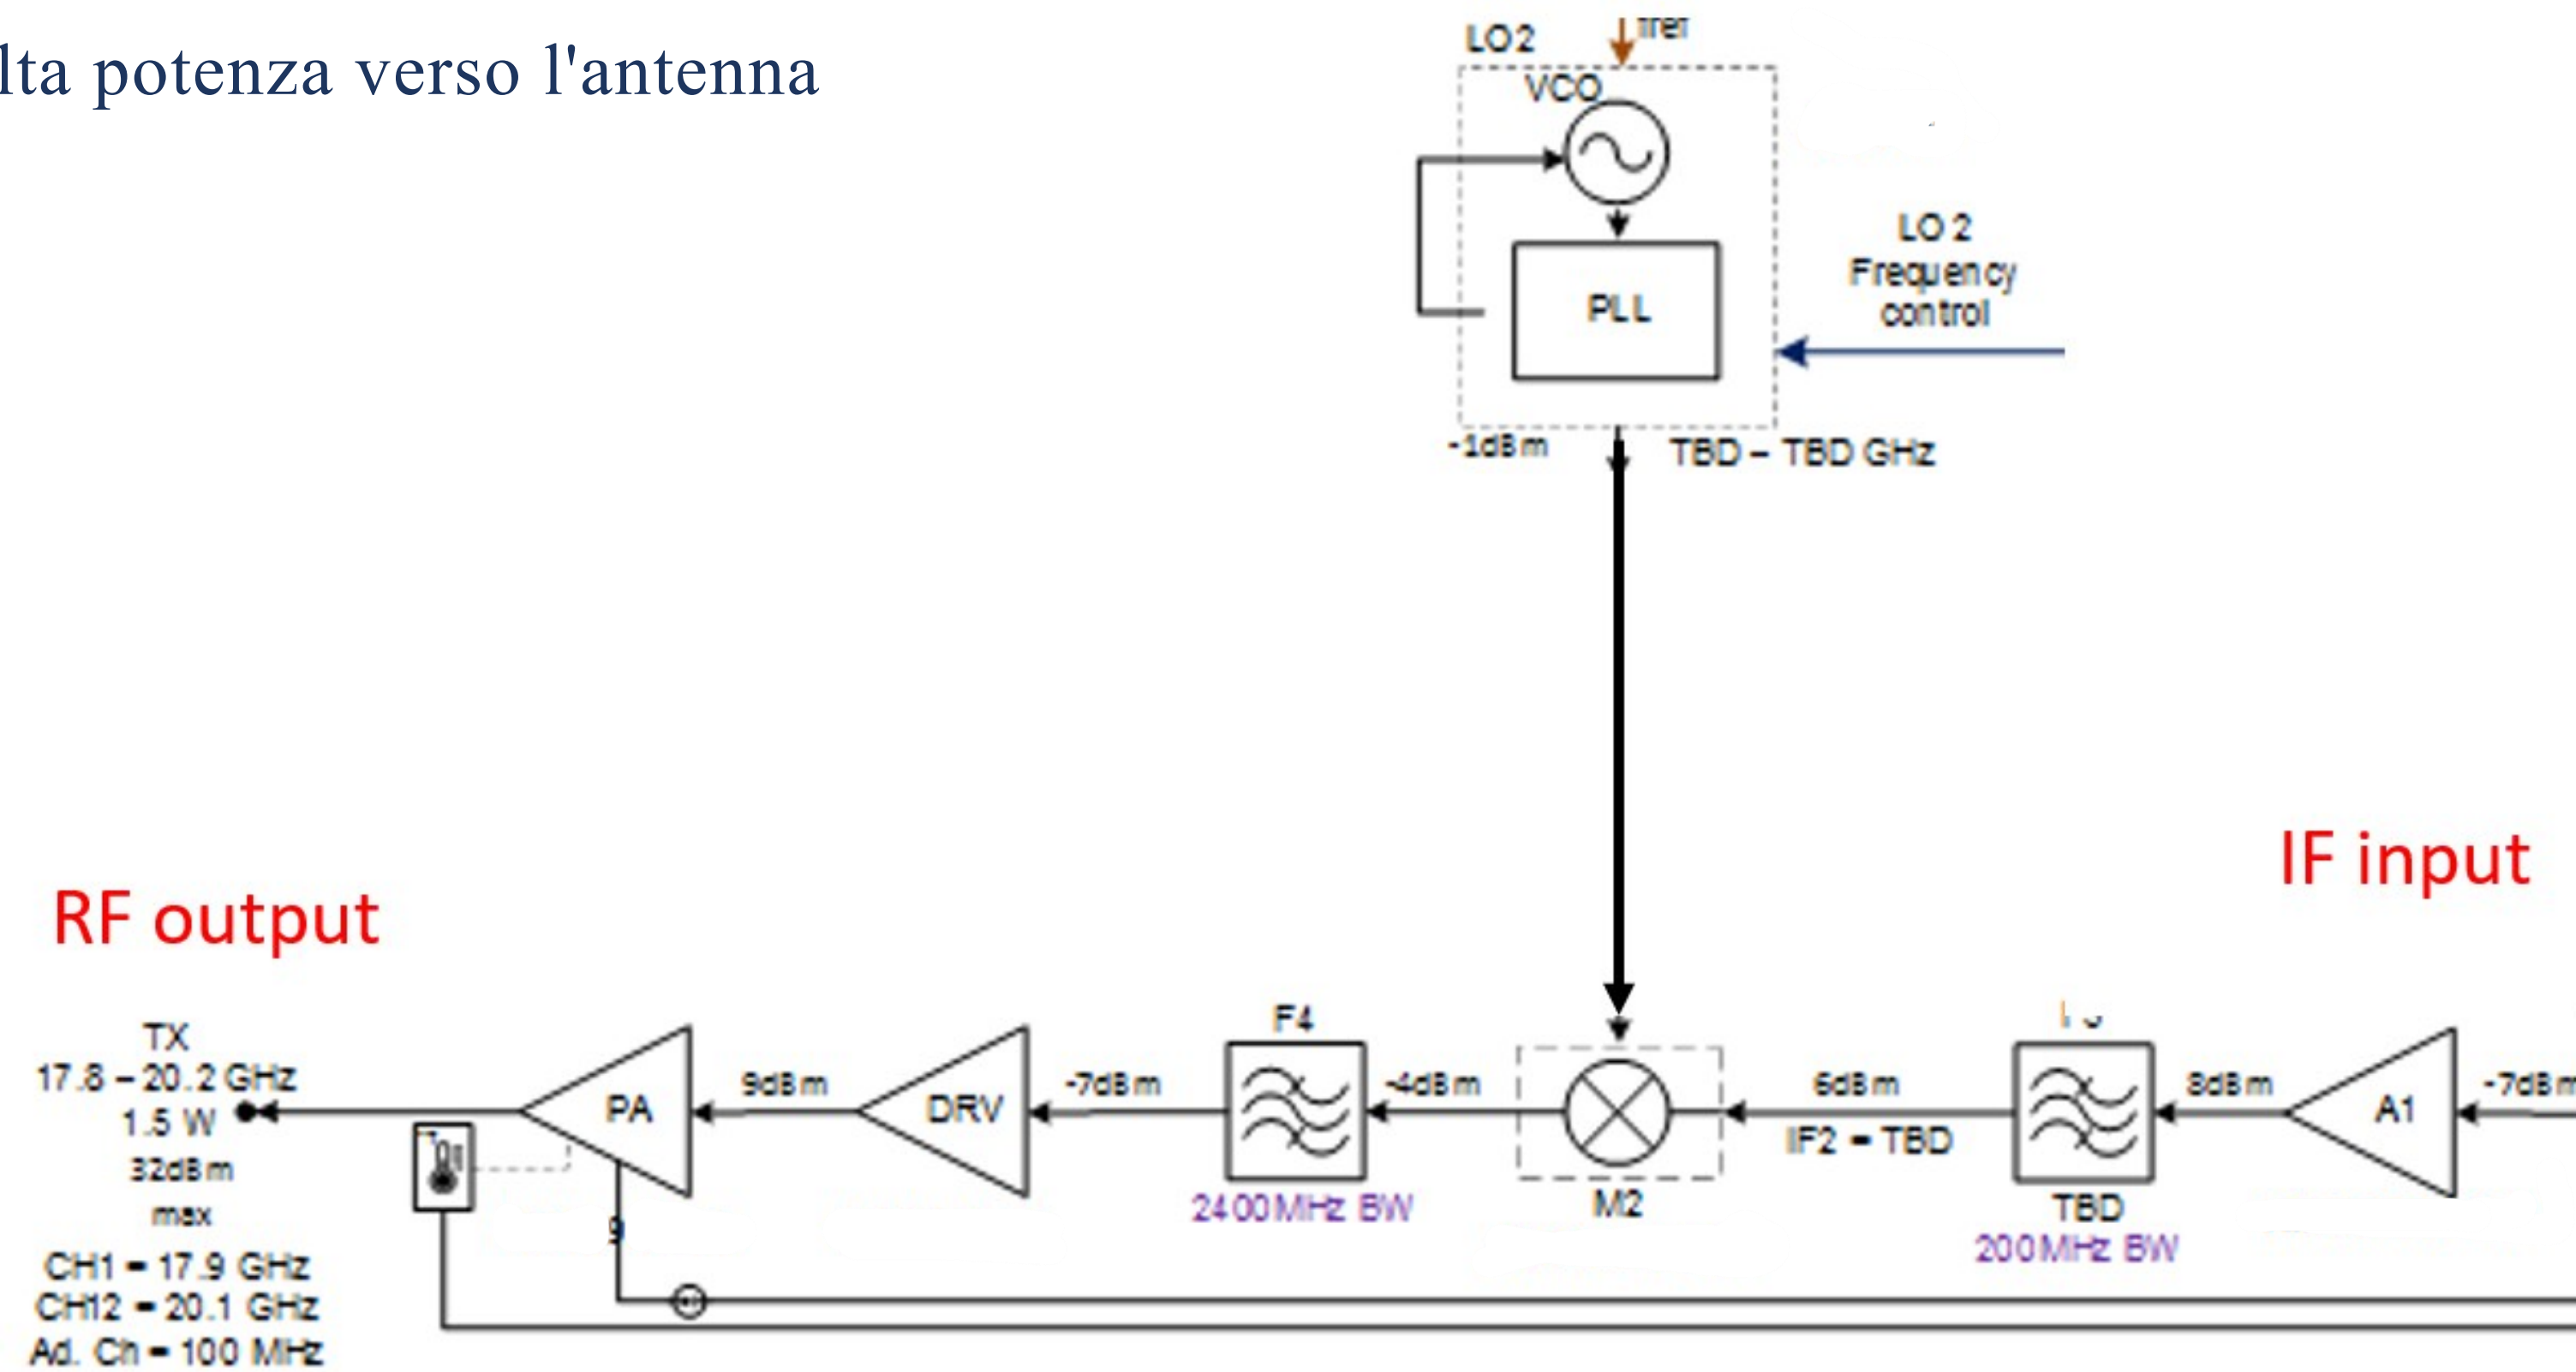 lta potenza verso l'antenna
fref
LO2
VCO
PLL
LO 2
Frequency
control
-1dBm
TBD – TBD GHz
RF output
IF input
TX
17.8 – 20.2 GHz
1.5 W
32dBm
max
CH1 = 17.9 GHz
CH12 = 20.1 GHz
Ad. Ch = 100 MHz
PA
9
9dBm
DRV
-7dBm
F4
2400MHz BW
-4dBm
M2
6dBm
IF2 = TBD
TBD
200MHz BW
8dBm
A1
-7dBm